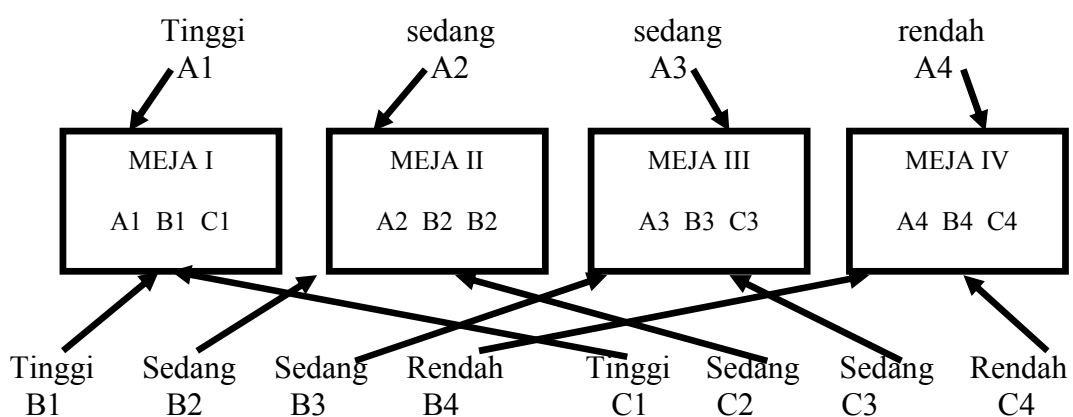 Tinggi sedang sedang rendah
A1 A2 A3 A4
MEJA I MEJA II MEJA III MEJA IV
A1 B1 C1 A2 B2 B2 A3 B3 C3 A4 B4 C4
Tinggi Sedang Sedang Rendah Tinggi Sedang Sedang Rendah
B1 B2 B3 B4 C1 C2 C3 C4